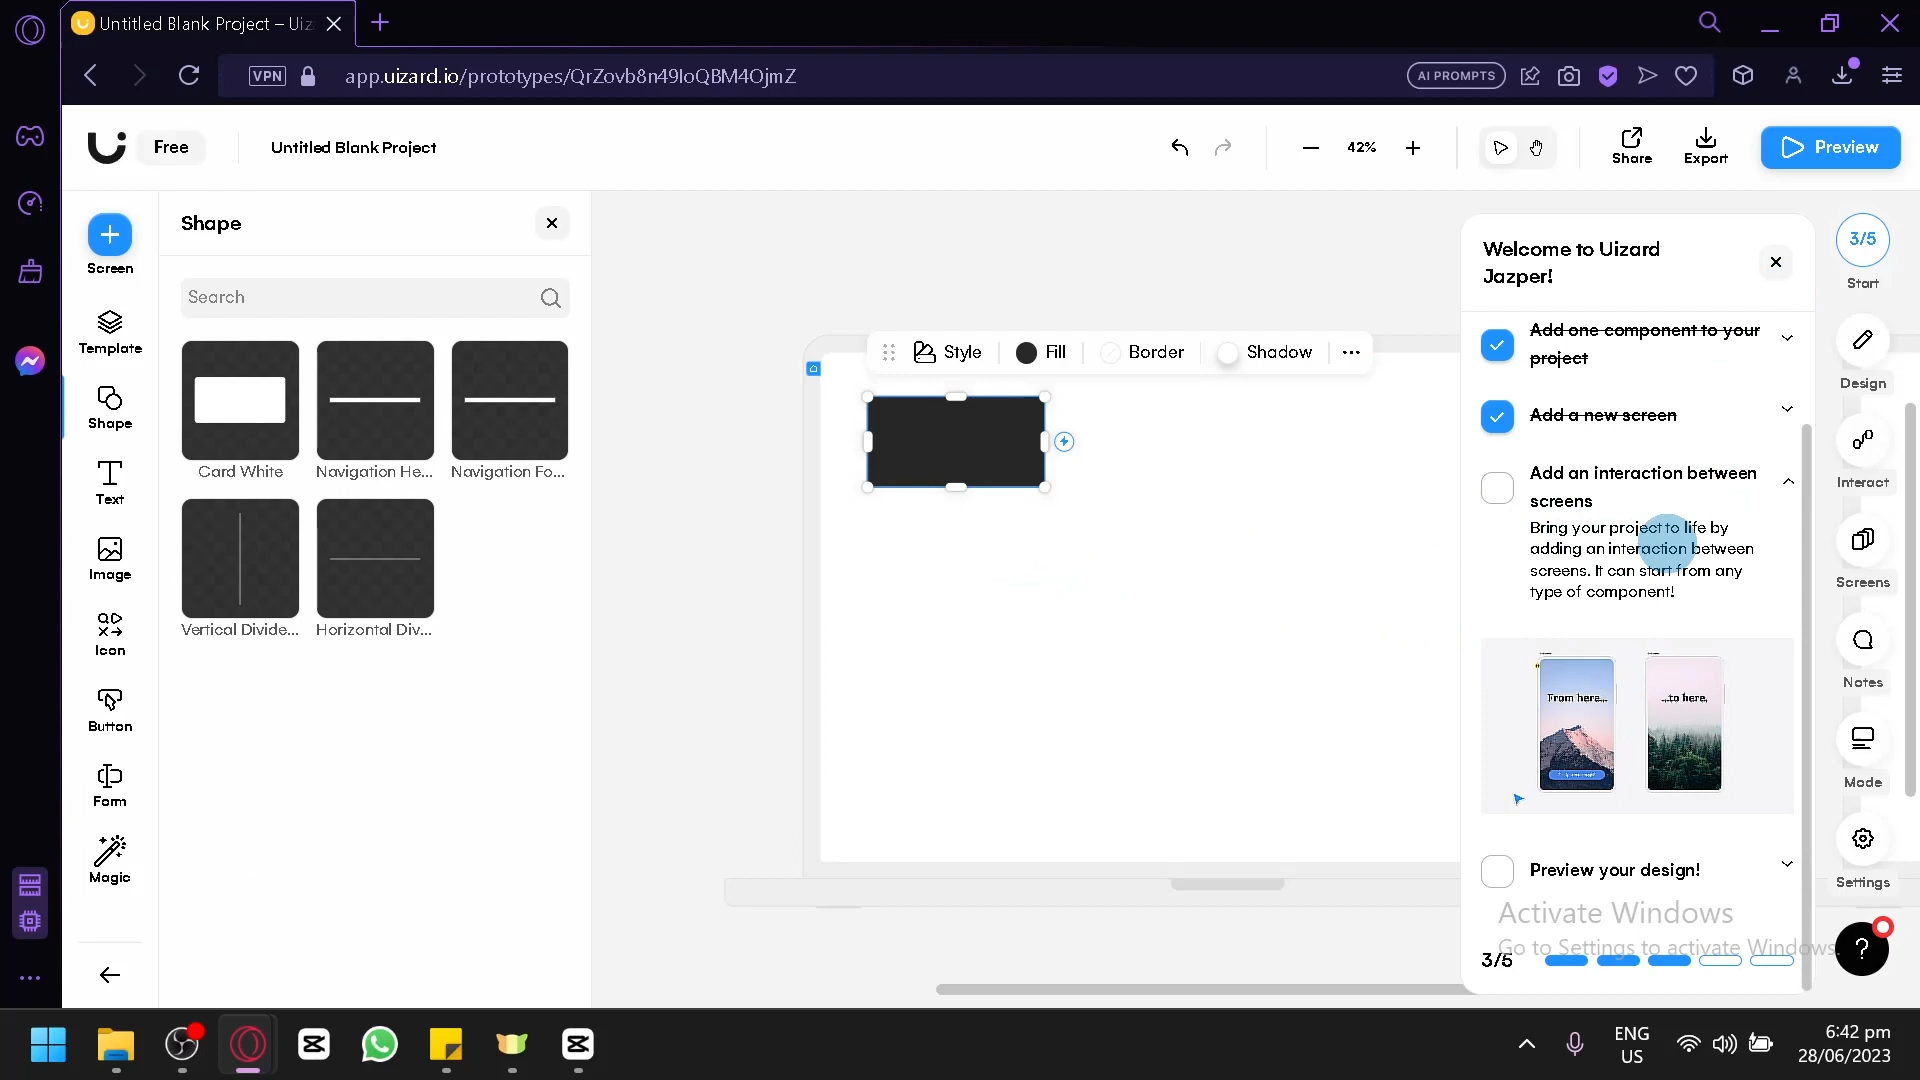 Untitled Blank Project – Uiz
VPN
app.uizard.io/prototypes/QrZovb8n49IoQBM4OjmZ
AI PROMPTS
Free
Untitled Blank Project
42%
Share
Export
Preview
Screen
Template
Shape
Text
Image
Icon
Button
Form
Magic
Shape
Search
Card White
Navigation He...
Navigation Fo...
Vertical Divide...
Horizontal Div...
Style
Fill
Border
Shadow
Welcome to Uizard
Jazper!
Add one component to your
project
Add a new screen
Add an interaction between
screens
Bring your project to life by
adding an interaction between
screens. It can start from any
type of component!
From here...
...to here.
Preview your design!
3/5
3/5
Start
Design
Interact
Screens
Notes
Mode
Settings
?
Activate Windows
Go to Settings to activate Windows.
ENG
US
6:42 pm
28/06/2023